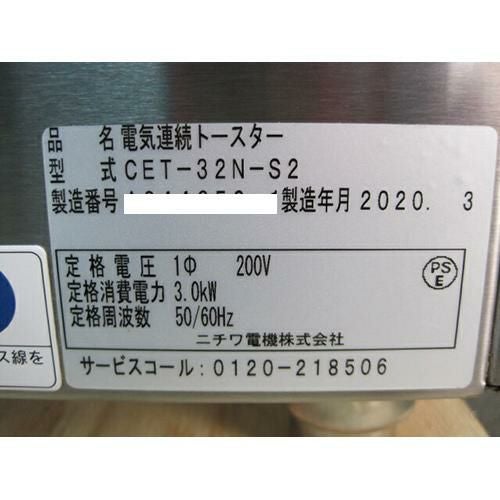 品 名 電気連続トースター
型 式 CET-32N-S2
製造番号 製造年月 2020. 3
定格電圧 1Φ 200V
定格消費電力 3.0kW
定格周波数 50/60Hz
PS
E
ニチワ電機株式会社
サービスコール:0120-218506
ス線を